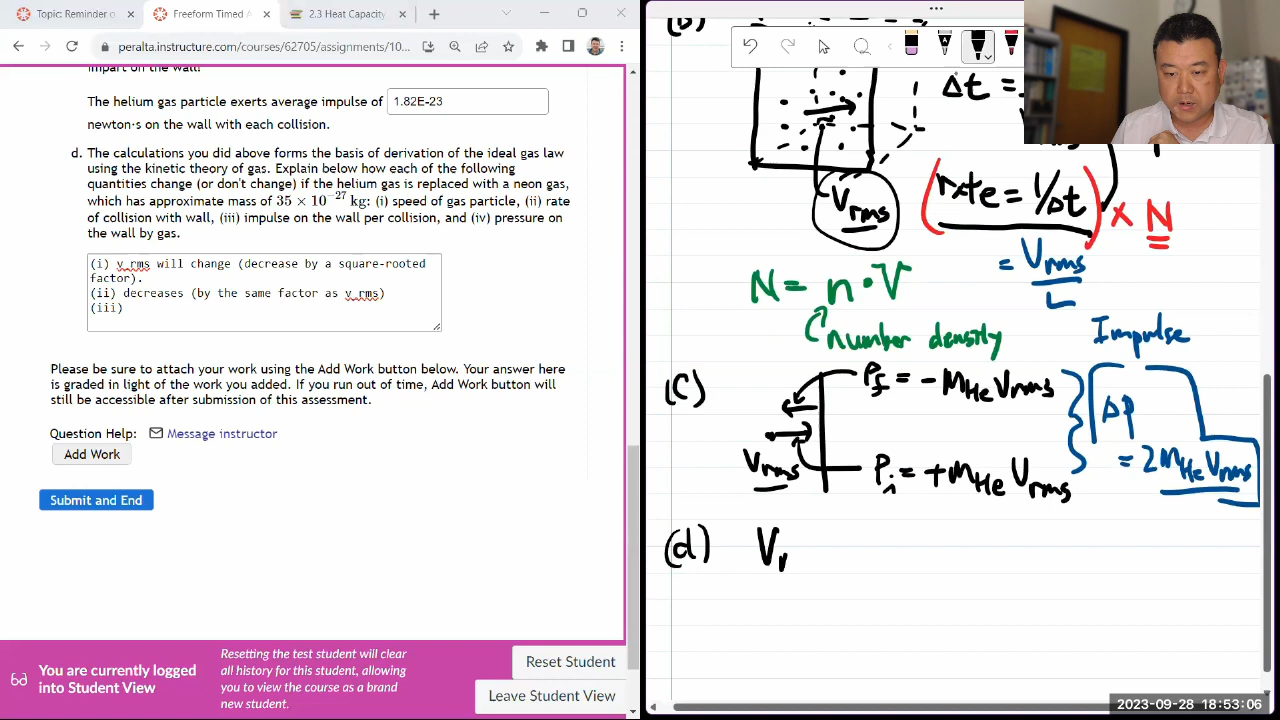 Topic Reminder o
Freeform Timed A
2.3 Heat Capacit
peralta.instructure.com/courses/62709/assignments/10...
impart on the wall.
The helium gas particle exerts average impulse of 1.82E-23
newtons on the wall with each collision.
d. The calculations you did above forms the basis of derivation of the ideal gas law
using the kinetic theory of gas. Explain below how each of the following
quantities change (or don't change) if the helium gas is replaced with a neon gas,
which has approximate mass of 35 × 10⁻²⁷ kg: (i) speed of gas particle, (ii) rate
of collision with wall, (iii) impulse on the wall per collision, and (iv) pressure on
the wall by gas.
(i) v_rms will change (decrease by a square-rooted
factor).
(ii) decreases (by the same factor as v_rms)
(iii)
Please be sure to attach your work using the Add Work button below. Your answer here
is graded in light of the work you added. If you run out of time, Add Work button will
still be accessible after submission of this assessment.
Question Help: Message instructor
Add Work
Submit and End
You are currently logged
into Student View
Resetting the test student will clear
all history for this student, allowing
you to view the course as a brand
new student.
Reset Student
Leave Student View
Δt =
Vrms
(rate = 1/Δt) × N
= Vrms / L
N = n • V
number density
Impulse
(c)
Pf = - MHe Vrms
Δp
= 2 MHe Vrms
Vrms
Pi = + MHe Vrms
(d) Vr
2023-09-28 18:53:06